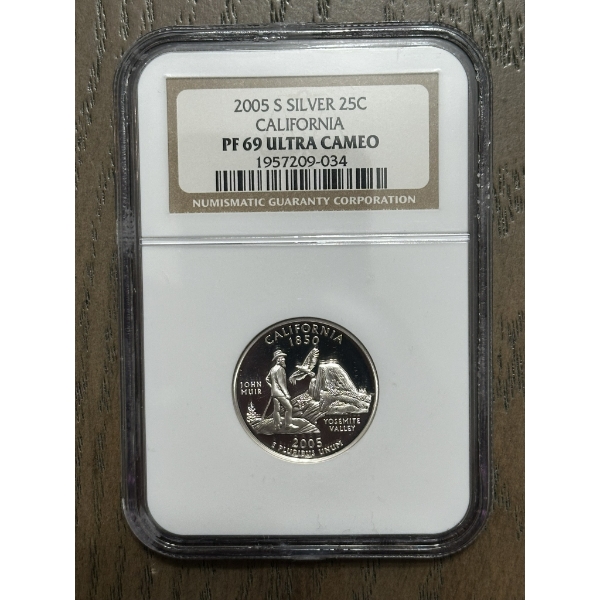 2005 S SILVER 25C
CALIFORNIA
PF 69 ULTRA CAMEO
1957209-034
NUMISMATIC GUARANTY CORPORATION
CALIFORNIA
1850
JOHN
MUIR
YOSEMITE
VALLEY
2005
E PLURIBUS UNUM